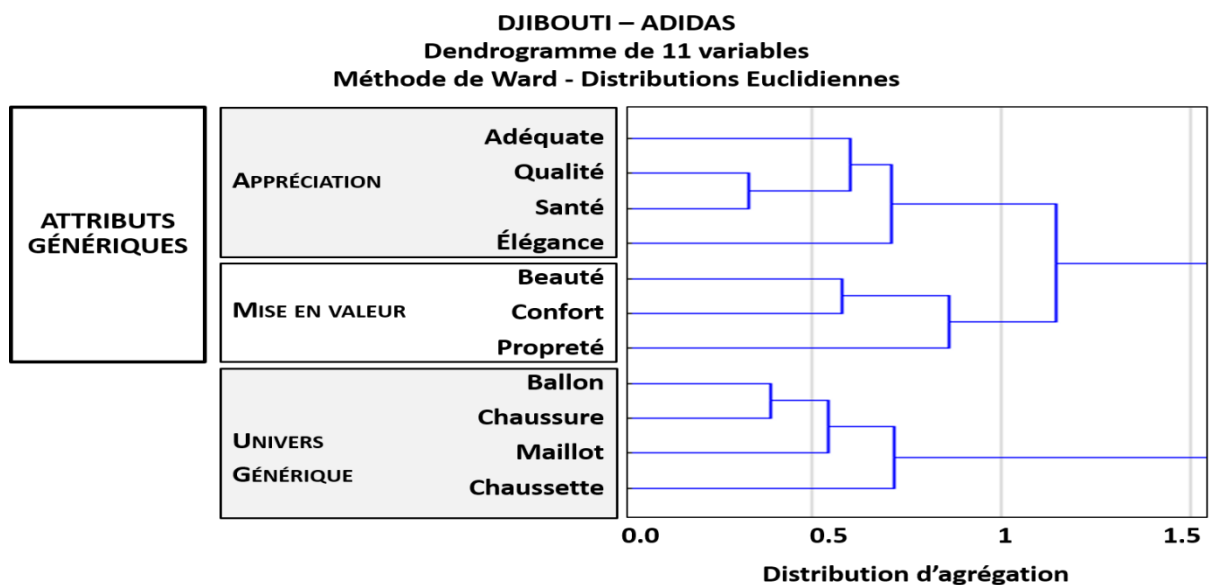 DJIBOUTI – ADIDAS
Dendrogramme de 11 variables
Méthode de Ward - Distributions Euclidiennes
ATTRIBUTS
GÉNÉRIQUES
APPRÉCIATION
Adéquate
Qualité
Santé
Élégance
MISE EN VALEUR
Beauté
Confort
Propreté
UNIVERS
GÉNÉRIQUE
Ballon
Chaussure
Maillot
Chaussette
0.0 0.5 1 1.5
Distribution d’agrégation